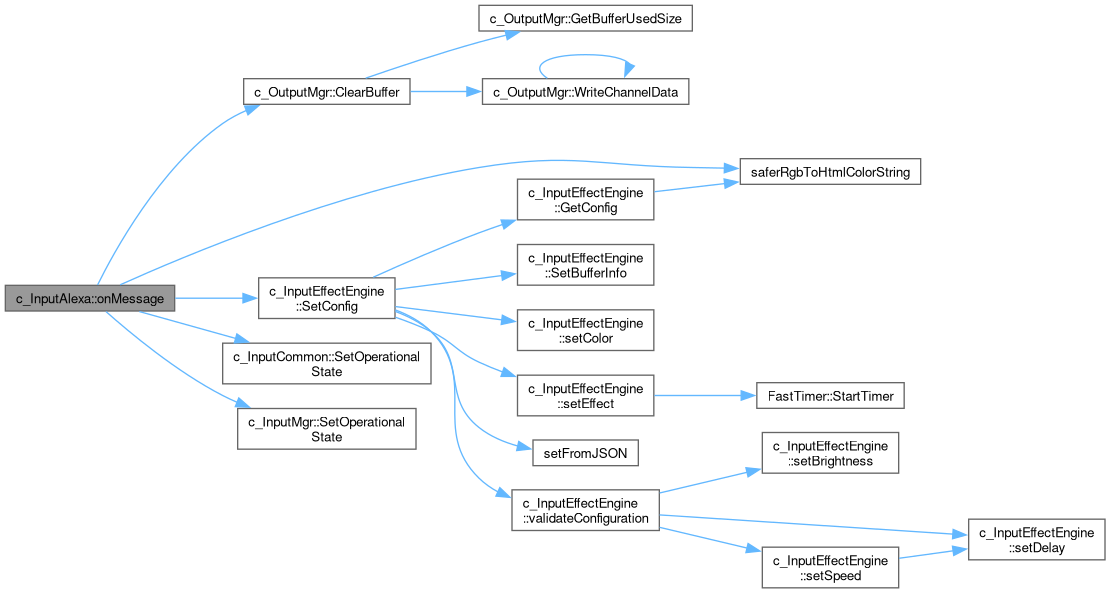 c_OutputMgr::GetBufferUsedSize
c_OutputMgr::ClearBuffer
c_OutputMgr::WriteChannelData
saferRgbToHtmlColorString
c_InputEffectEngine
::GetConfig
c_InputEffectEngine
::SetBufferInfo
c_InputAlexa::onMessage
c_InputEffectEngine
::SetConfig
c_InputEffectEngine
::setColor
c_InputCommon::SetOperational
State
c_InputEffectEngine
::setEffect
FastTimer::StartTimer
c_InputMgr::SetOperational
State
setFromJSON
c_InputEffectEngine
::setBrightness
c_InputEffectEngine
::validateConfiguration
c_InputEffectEngine
::setDelay
c_InputEffectEngine
::setSpeed